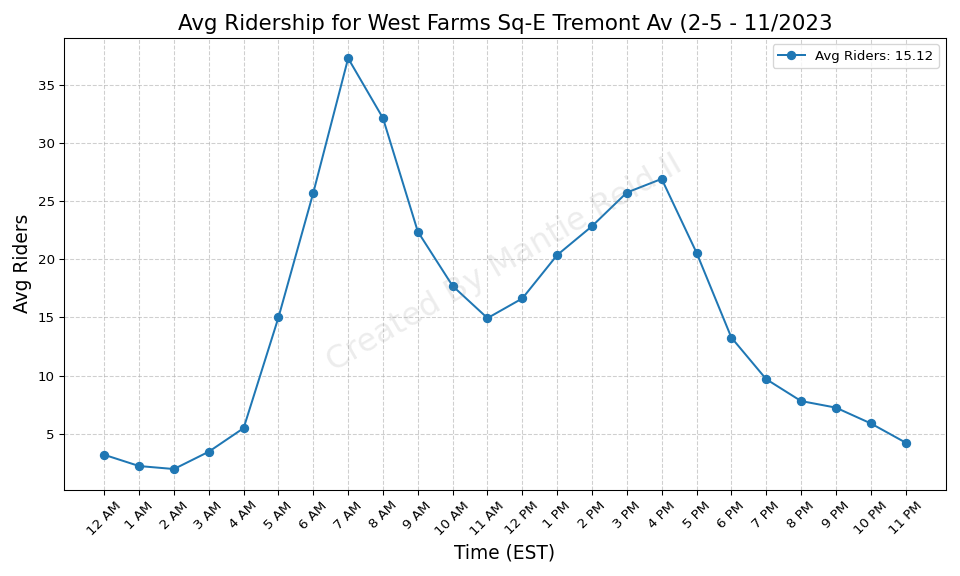 Avg Ridership for West Farms Sq-E Tremont Av (2-5 - 11/2023
Avg Riders: 15.12
Avg Riders
35
30
25
20
15
10
5
Created By Mantie Reid II
12 AM
1 AM
2 AM
3 AM
4 AM
5 AM
6 AM
7 AM
8 AM
9 AM
10 AM
11 AM
12 PM
1 PM
2 PM
3 PM
4 PM
5 PM
6 PM
7 PM
8 PM
9 PM
10 PM
11 PM
Time (EST)